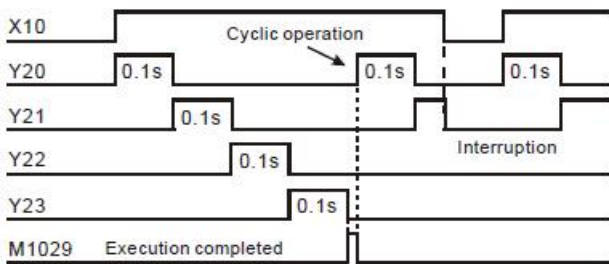 X10
Cyclic operation
Y20
0.1s
0.1s
0.1s
Y21
0.1s
Y22
0.1s
Interruption
Y23
0.1s
M1029
Execution completed